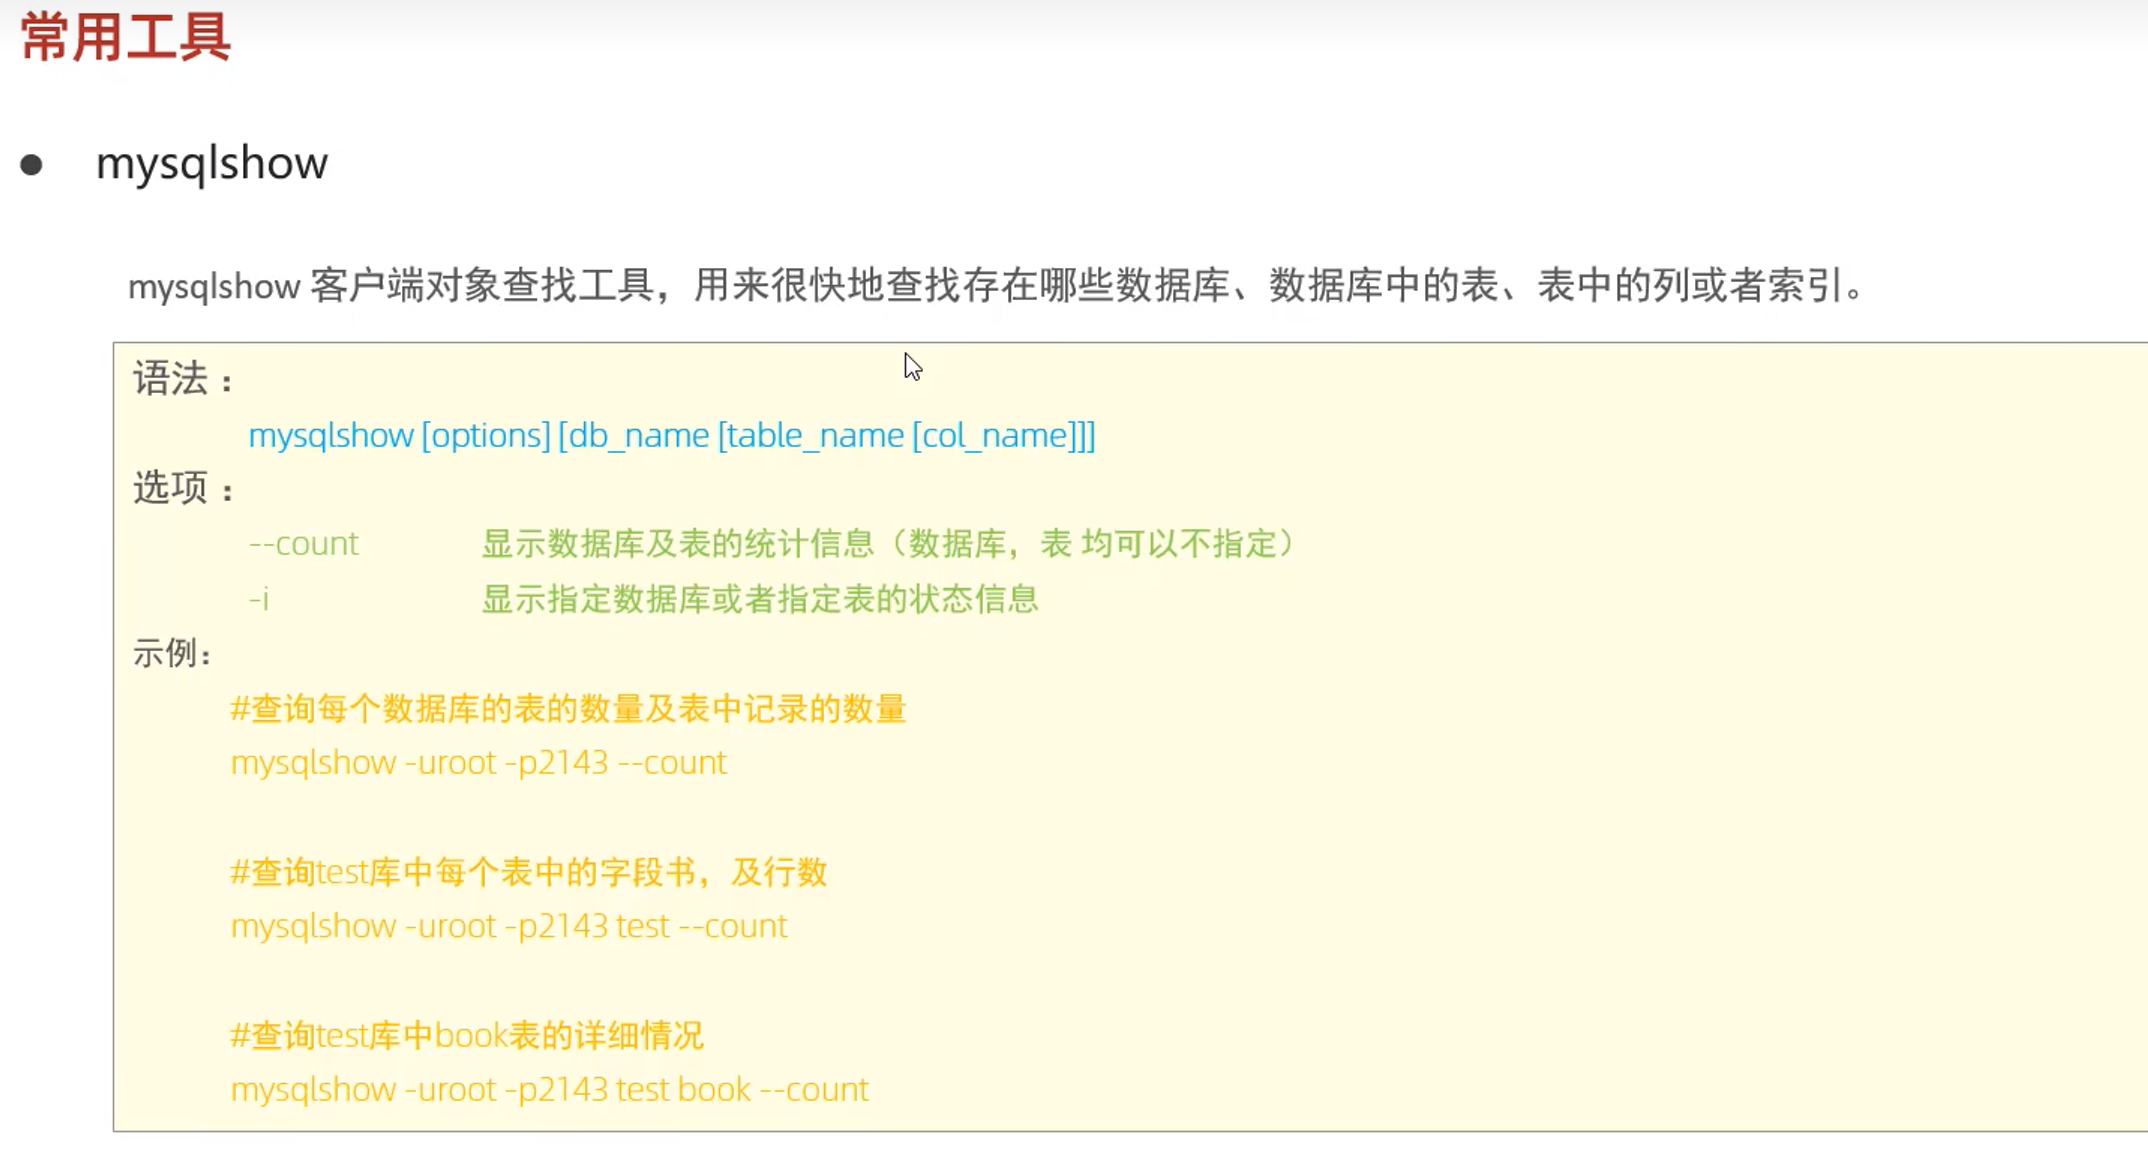 常用工具
● mysqlshow
mysqlshow 客户端对象查找工具，用来很快地查找存在哪些数据库、数据库中的表、表中的列或者索引。
语法：
mysqlshow [options] [db_name [table_name [col_name]]]
选项：
--count 显示数据库及表的统计信息（数据库，表 均可以不指定）
-i 显示指定数据库或者指定表的状态信息
示例：
#查询每个数据库的表的数量及表中记录的数量
mysqlshow -uroot -p2143 --count
#查询test库中每个表中的字段书，及行数
mysqlshow -uroot -p2143 test --count
#查询test库中book表的详细情况
mysqlshow -uroot -p2143 test book --count